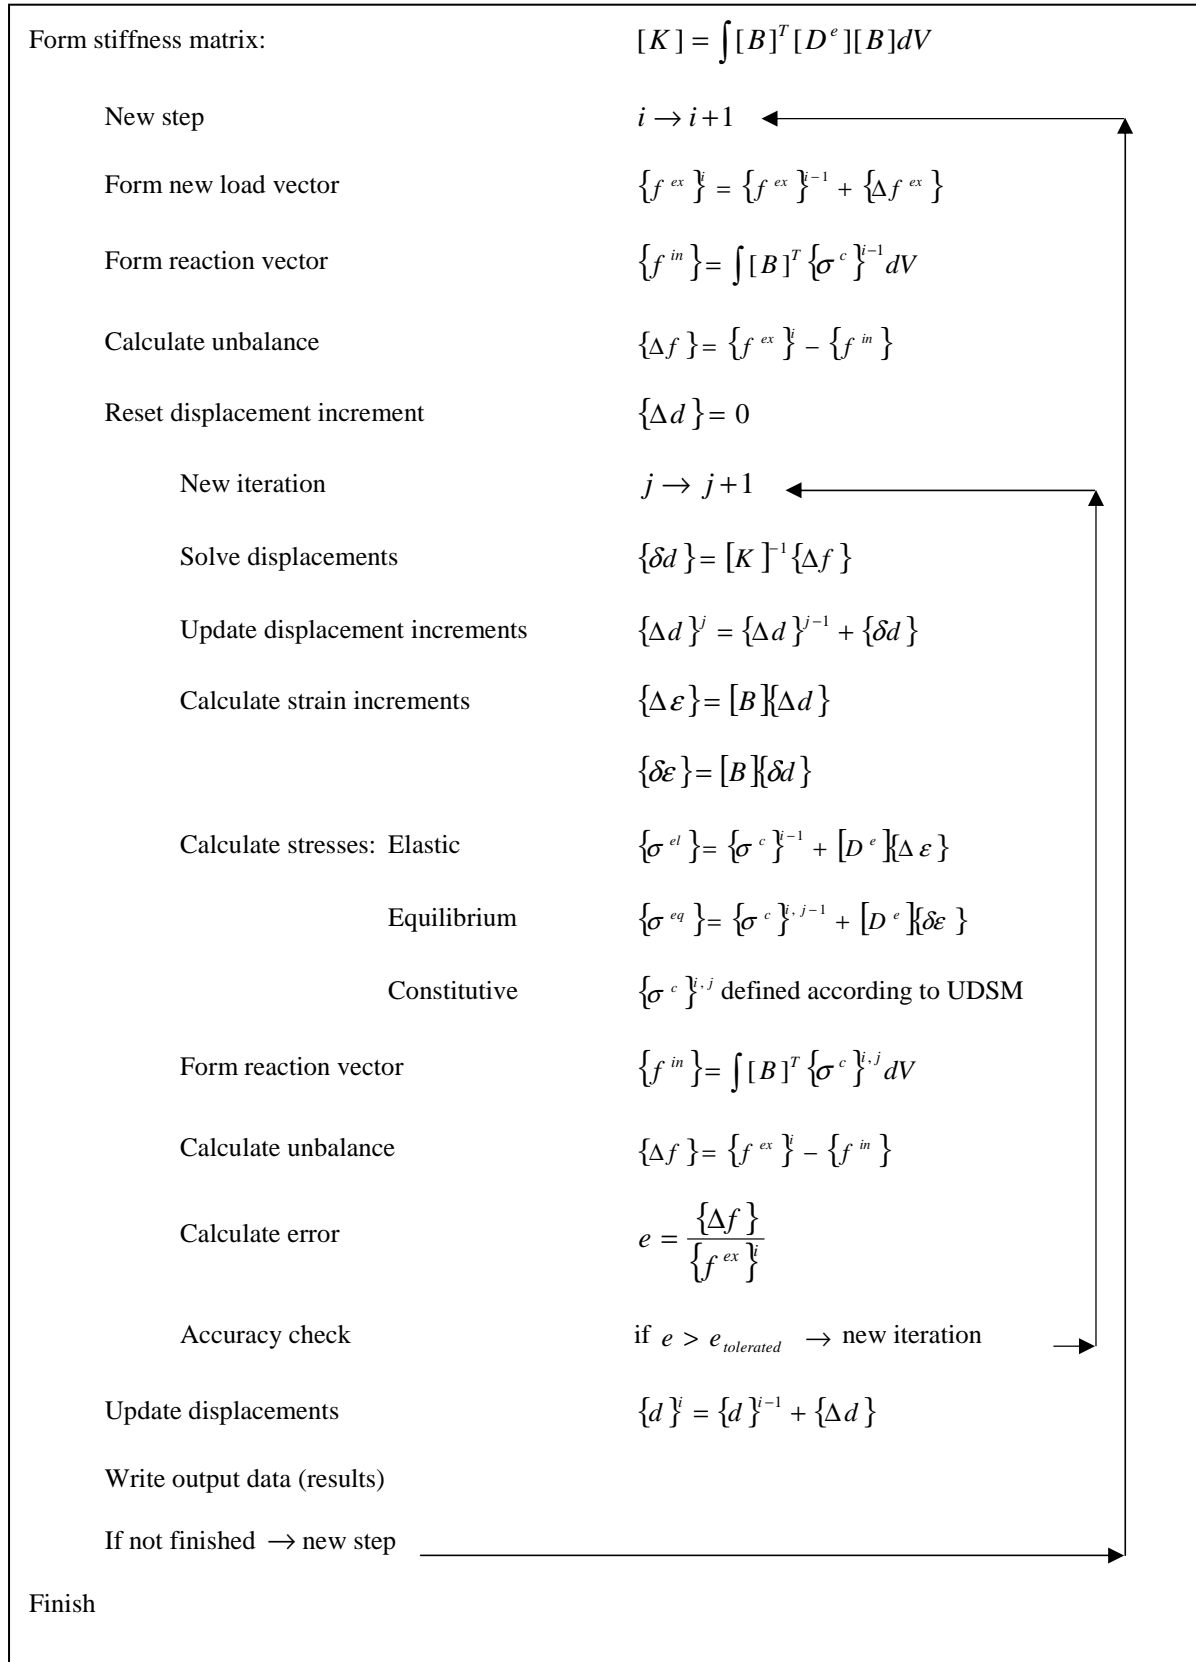 Form stiffness matrix: [K] = ∫[B]^T [D^e][B]dV
New step i → i+1
Form new load vector {f^ex}^i = {f^ex}^{i−1} + {Δf^ex}
Form reaction vector {f^in} = ∫[B]^T {σ^c}^{i−1} dV
Calculate unbalance {Δf} = {f^ex}^i − {f^in}
Reset displacement increment {Δd} = 0
New iteration j → j+1
Solve displacements {δd} = [K]^{−1}{Δf}
Update displacement increments {Δd}^j = {Δd}^{j−1} + {δd}
Calculate strain increments {Δε} = [B]{Δd}
{δε} = [B]{δd}
Calculate stresses: Elastic {σ^el} = {σ^c}^{i−1} + [D^e]{Δε}
Equilibrium {σ^eq} = {σ^c}^{i,j−1} + [D^e]{δε}
Constitutive {σ^c}^{i,j} defined according to UDSM
Form reaction vector {f^in} = ∫[B]^T {σ^c}^{i,j} dV
Calculate unbalance {Δf} = {f^ex}^i − {f^in}
Calculate error e = {Δf} / {f^ex}^i
Accuracy check if e > e_tolerated → new iteration
Update displacements {d}^i = {d}^{i−1} + {Δd}
Write output data (results)
If not finished → new step
Finish